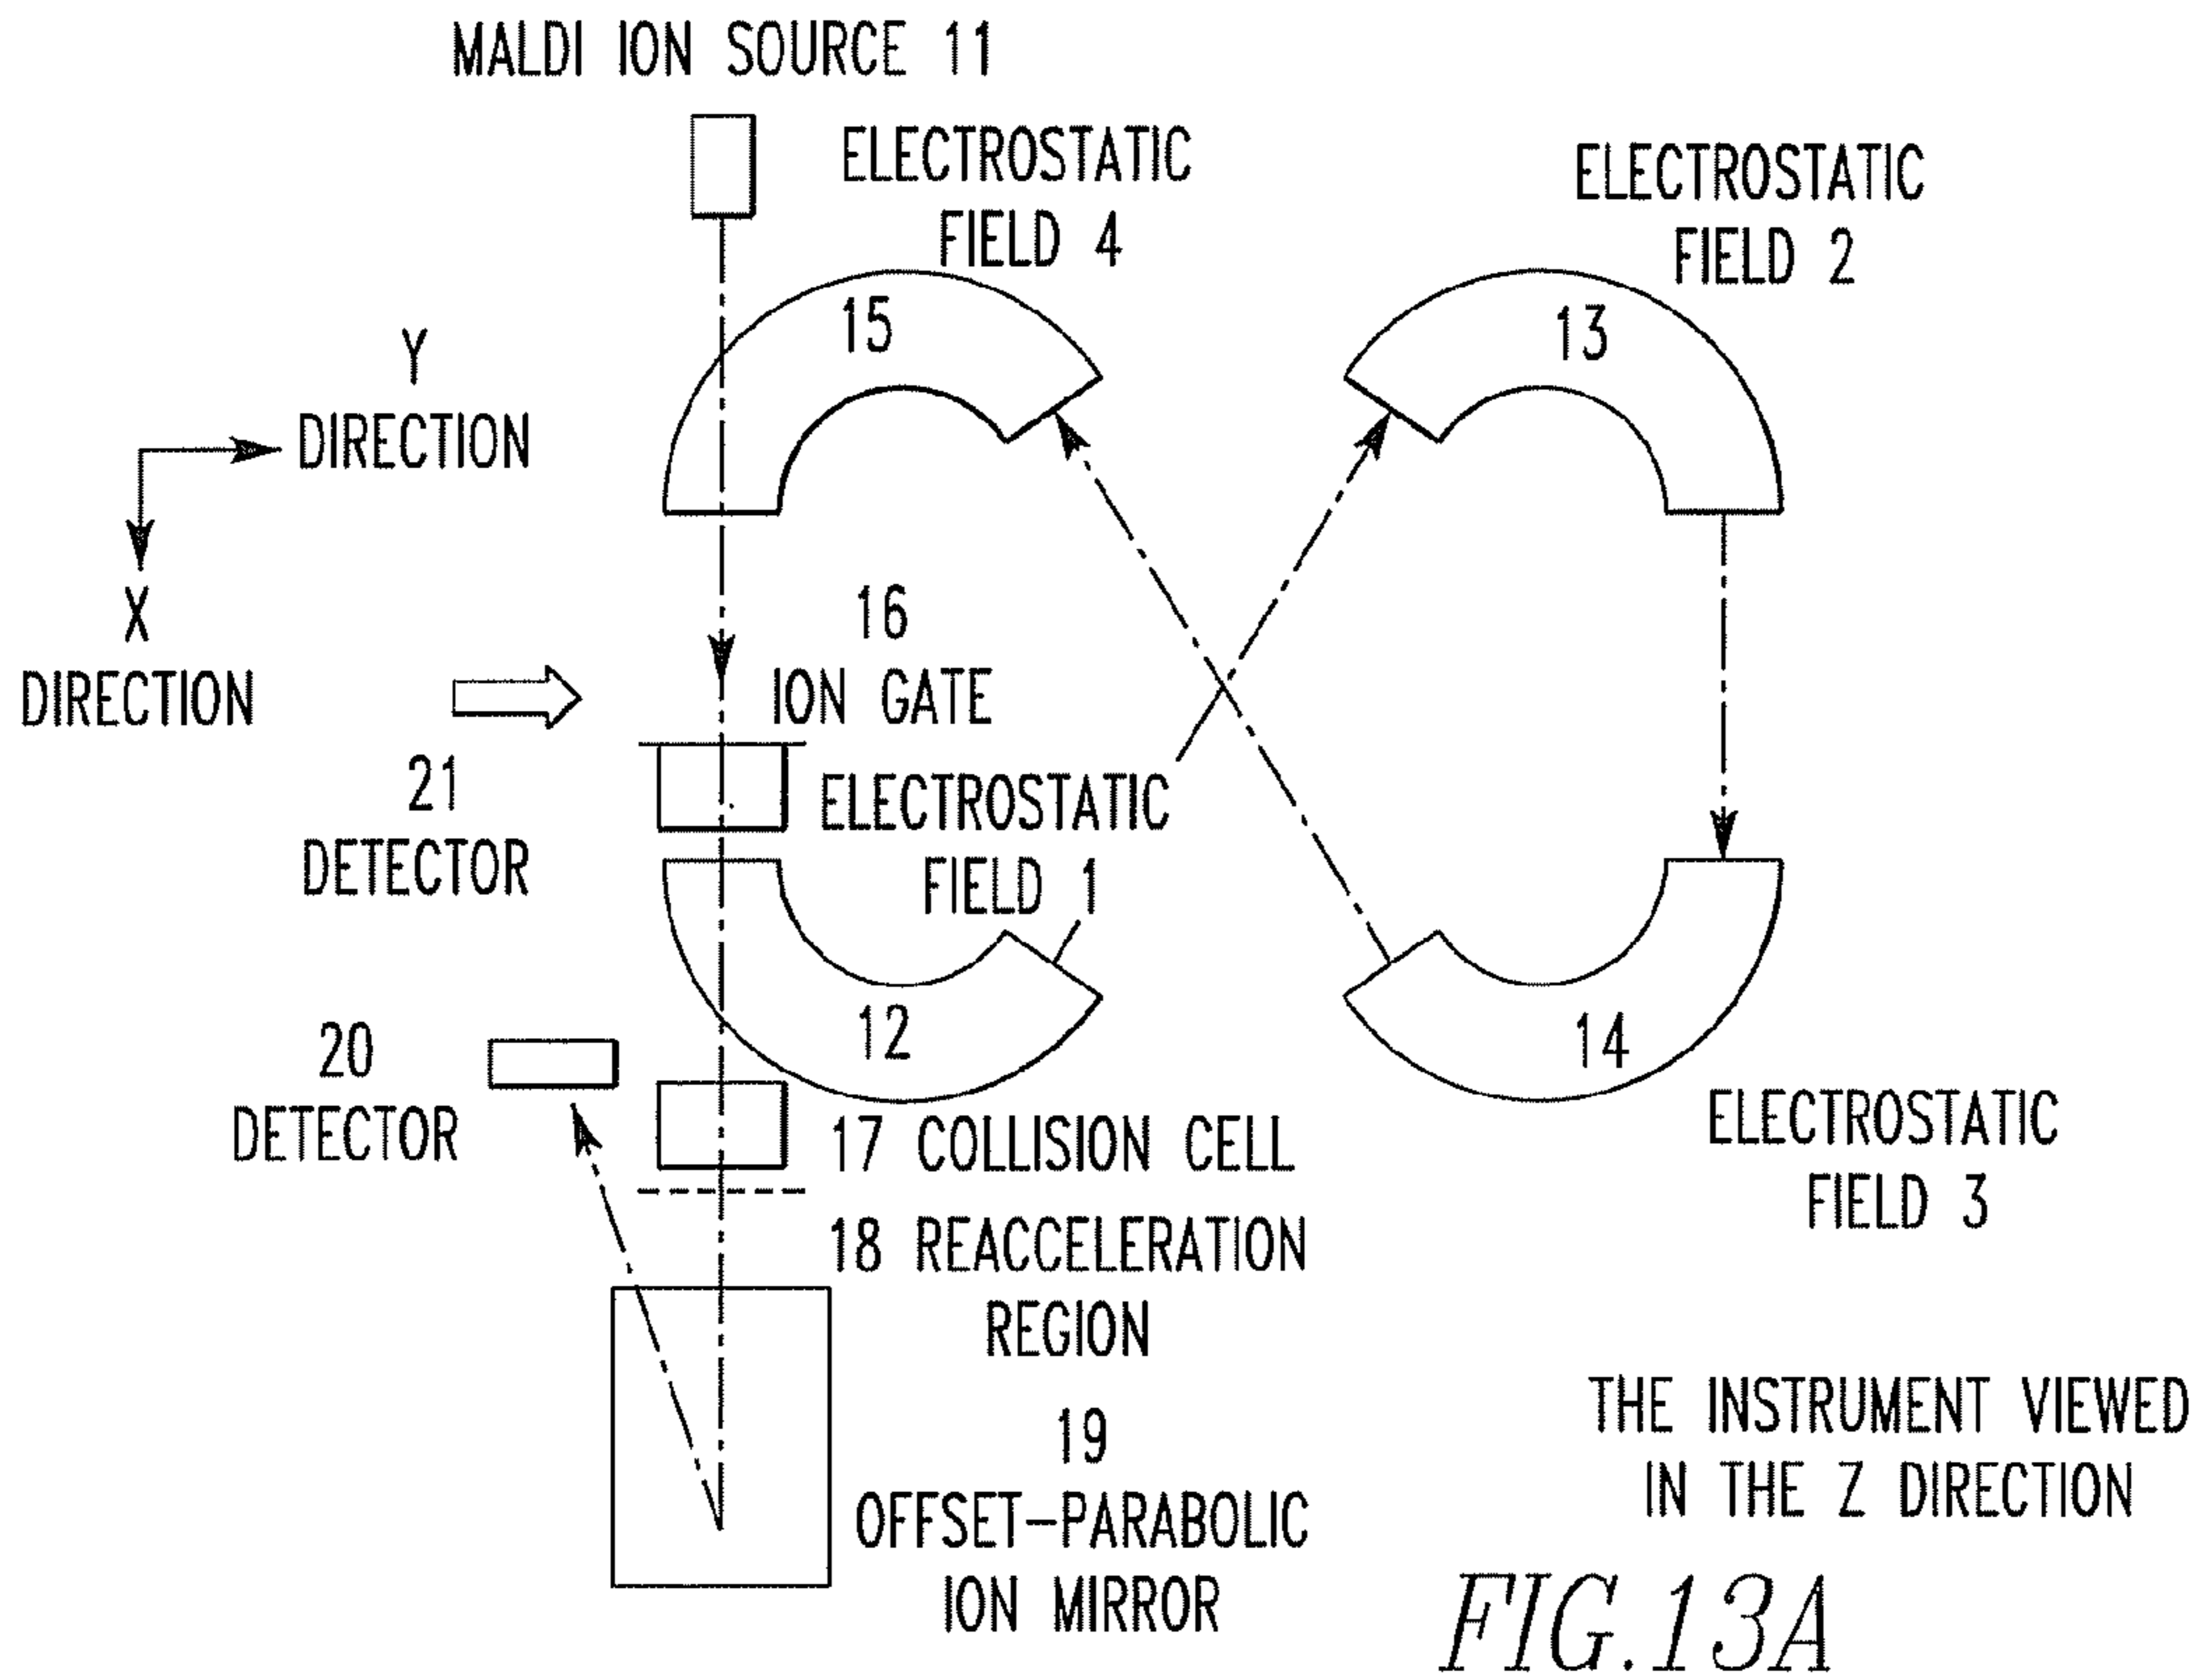 MALDI ION SOURCE 11
ELECTROSTATIC
FIELD 4
ELECTROSTATIC
FIELD 2
15
13
Y
DIRECTION
X
DIRECTION
16
ION GATE
21
DETECTOR
ELECTROSTATIC
FIELD 1
12
14
20
DETECTOR
17 COLLISION CELL
ELECTROSTATIC
FIELD 3
18 REACCELERATION
REGION
19
OFFSET-PARABOLIC
ION MIRROR
THE INSTRUMENT VIEWED
IN THE Z DIRECTION
FIG.13A